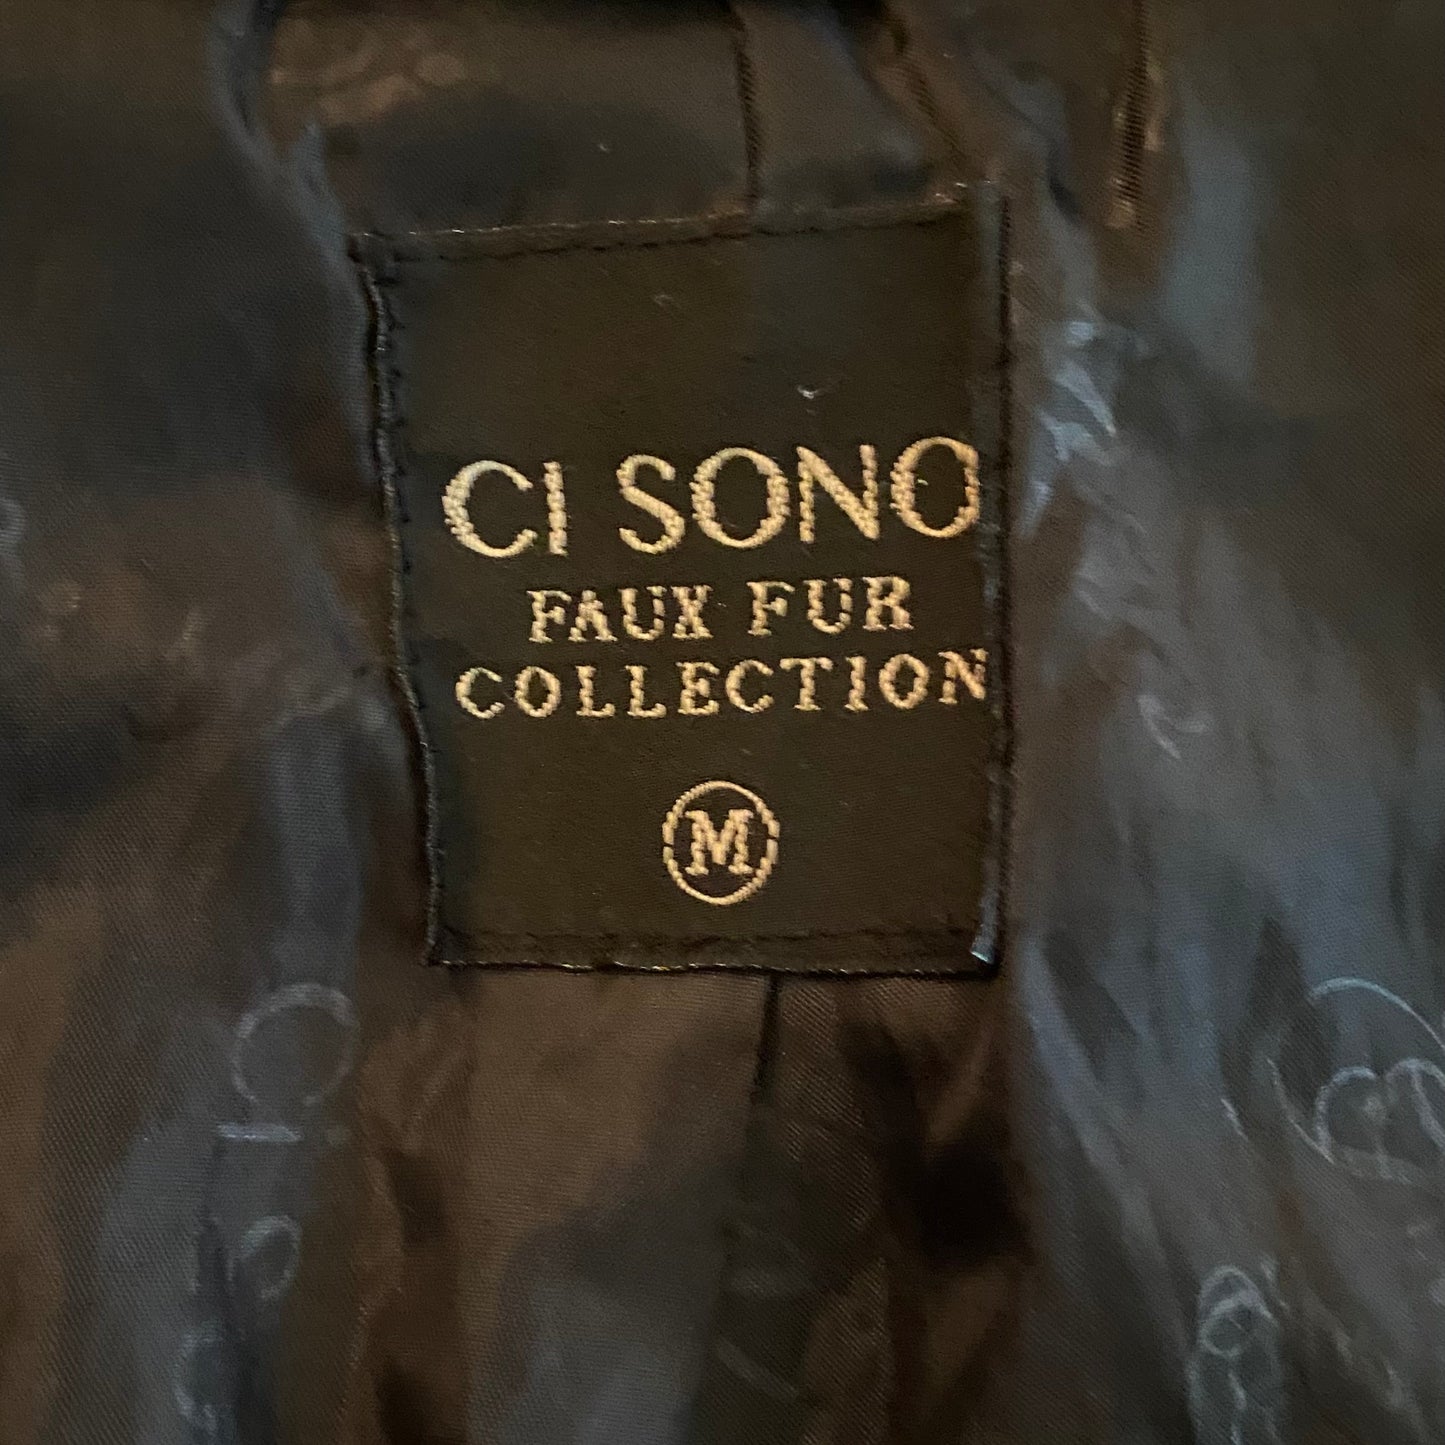 CI SONO
FAUX FUR
COLLECTION
M